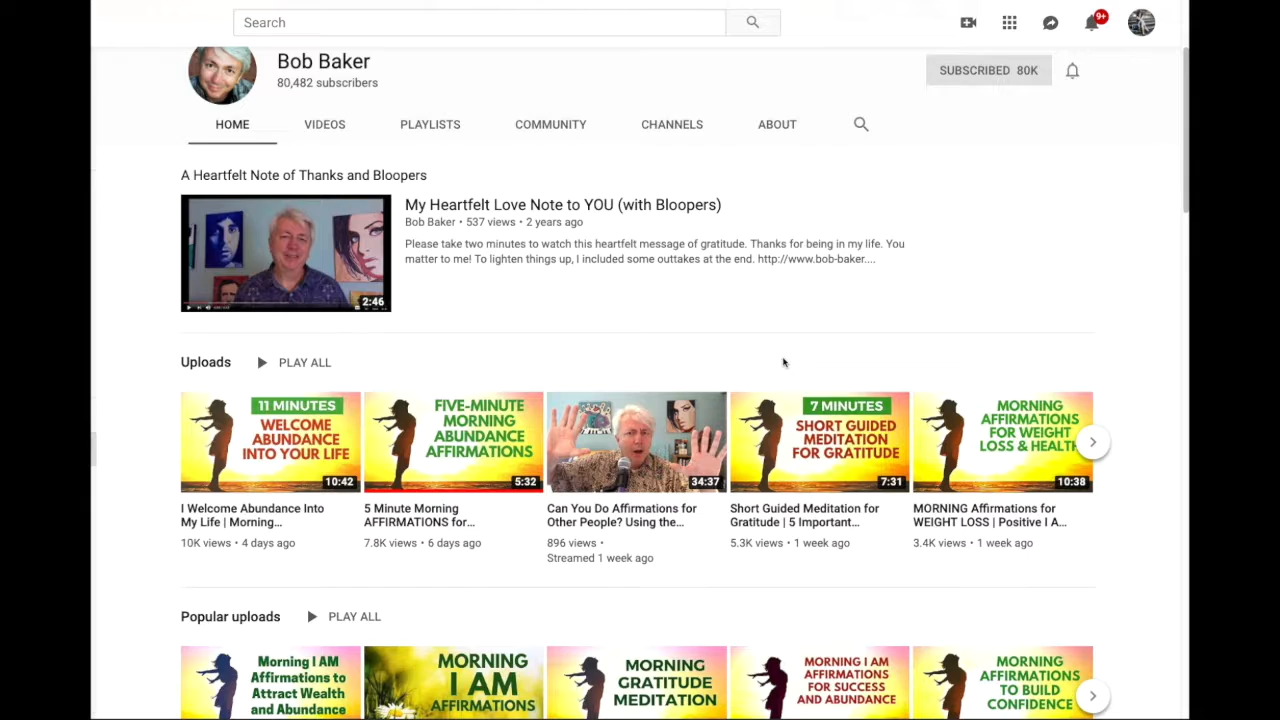 Search
9+
Bob Baker
80,482 subscribers
SUBSCRIBED 80K
HOME VIDEOS PLAYLISTS COMMUNITY CHANNELS ABOUT
A Heartfelt Note of Thanks and Bloopers
My Heartfelt Love Note to YOU (with Bloopers)
Bob Baker • 537 views • 2 years ago
Please take two minutes to watch this heartfelt message of gratitude. Thanks for being in my life. You
matter to me! To lighten things up, I included some outtakes at the end. http://www.bob-baker....
2:46
Uploads PLAY ALL
11 MINUTES
WELCOME
ABUNDANCE
INTO YOUR LIFE
10:42
I Welcome Abundance Into
My Life | Morning...
10K views • 4 days ago
FIVE-MINUTE
MORNING
ABUNDANCE
AFFIRMATIONS
5:32
5 Minute Morning
AFFIRMATIONS for...
7.8K views • 6 days ago
34:37
Can You Do Affirmations for
Other People? Using the...
896 views •
Streamed 1 week ago
7 MINUTES
SHORT GUIDED
MEDITATION
FOR GRATITUDE
7:31
Short Guided Meditation for
Gratitude | 5 Important...
5.3K views • 1 week ago
MORNING
AFFIRMATIONS
FOR WEIGHT
LOSS & HEALTH
10:38
MORNING Affirmations for
WEIGHT LOSS | Positive I A...
3.4K views • 1 week ago
Popular uploads PLAY ALL
Morning I AM
Affirmations to
Attract Wealth
and Abundance
MORNING
I AM
AFFIRMATIONS
MORNING
GRATITUDE
MEDITATION
MORNING I AM
AFFIRMATIONS
FOR SUCCESS
AND ABUNDANCE
MORNING
AFFIRMATIONS
TO BUILD
CONFIDENCE